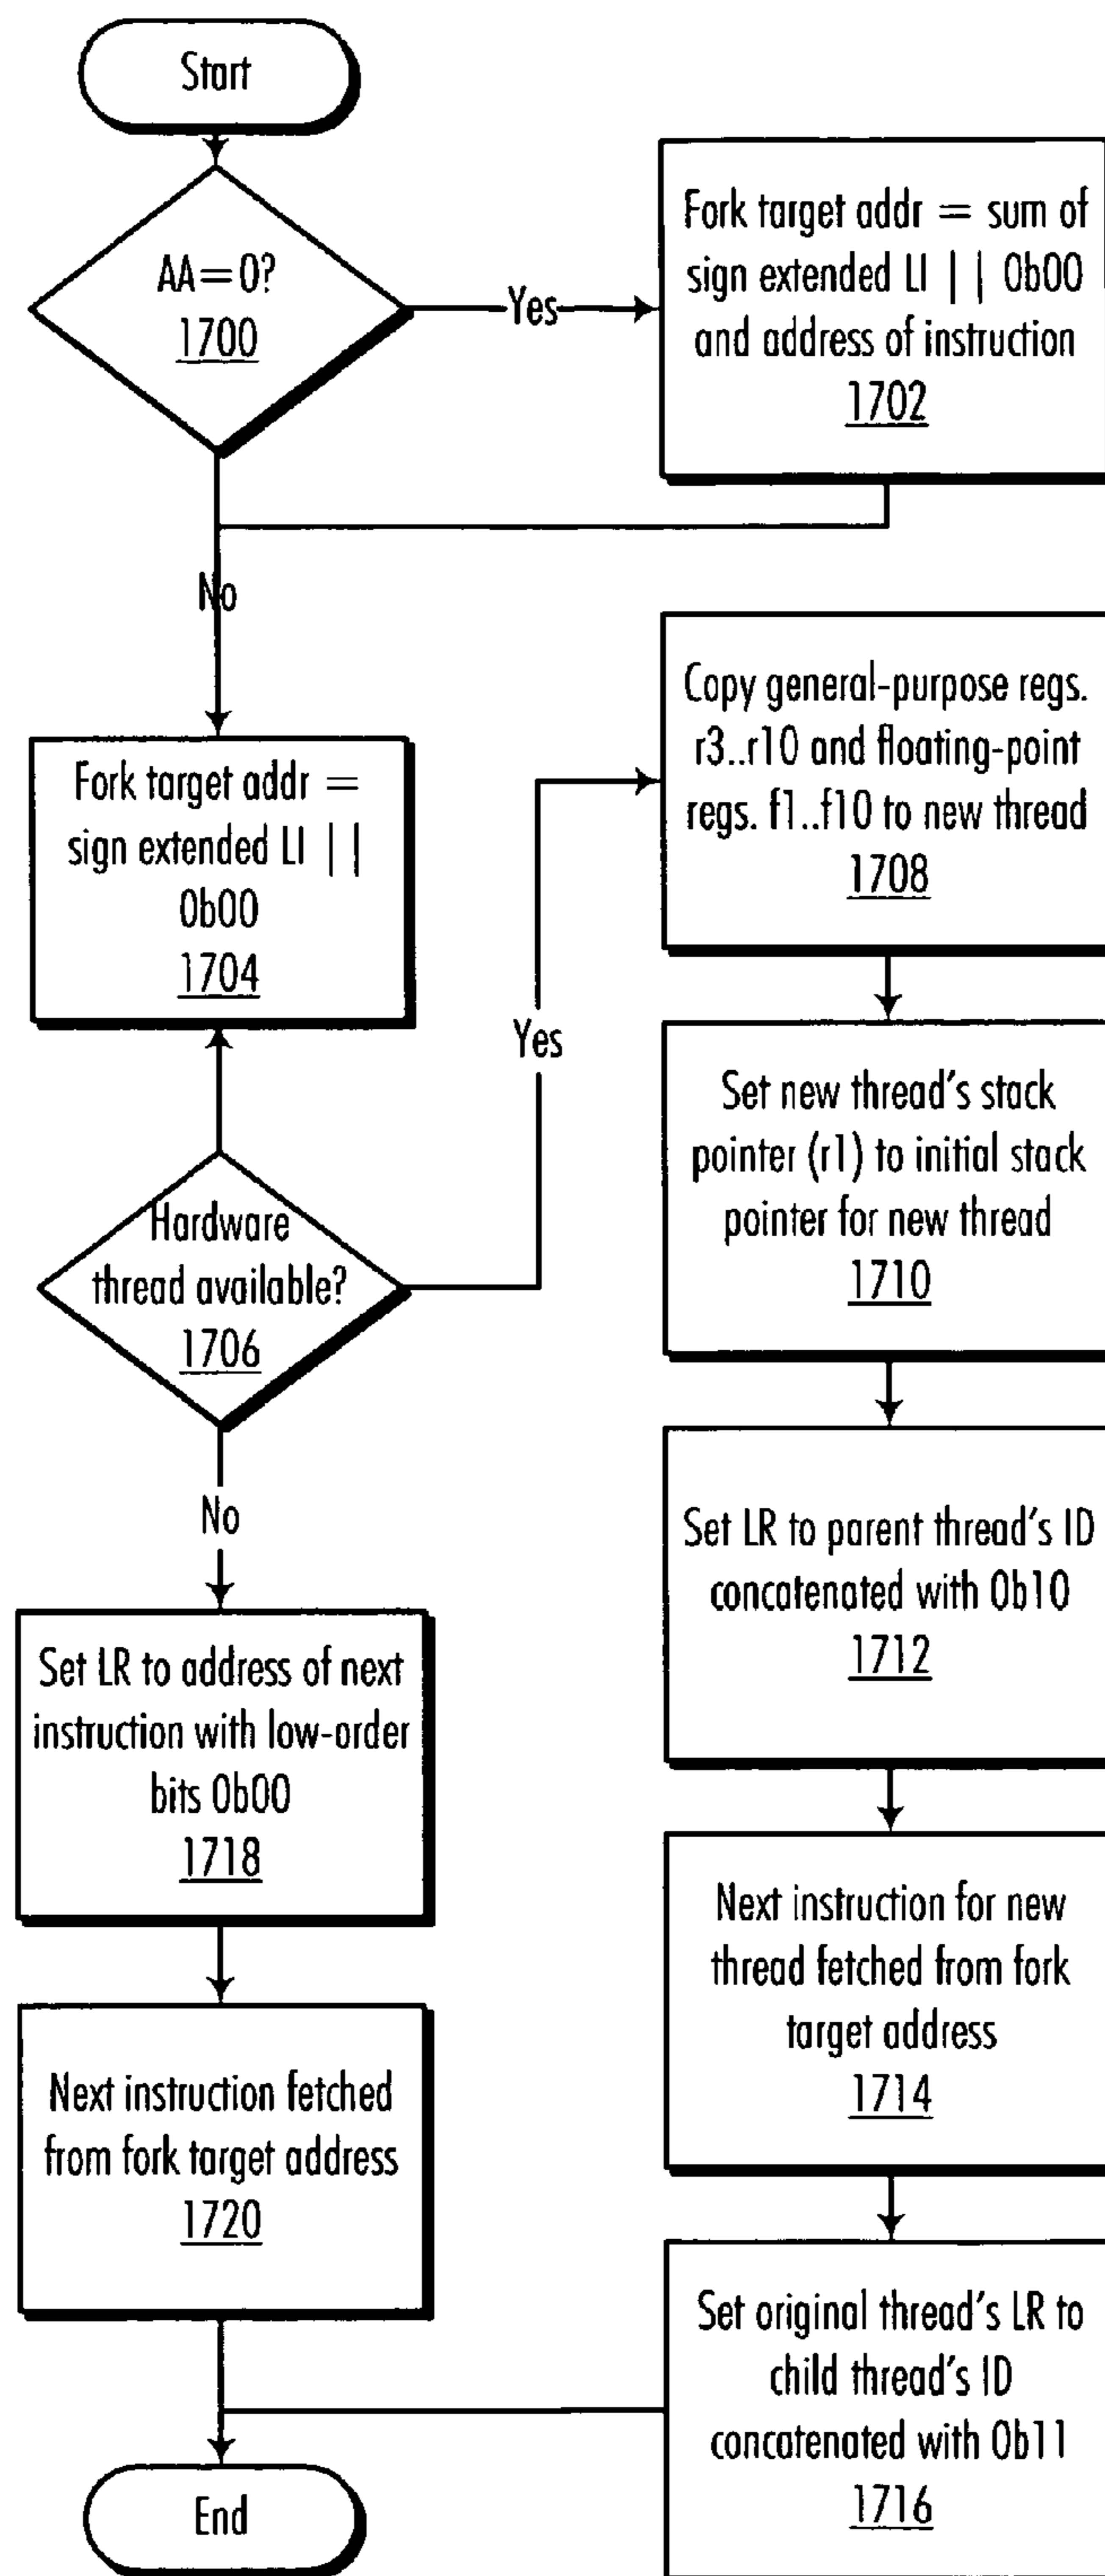 Start
AA=0?
1700
Yes
Fork target addr = sum of
sign extended LI | | 0b00
and address of instruction
1702
No
Fork target addr =
sign extended LI | |
0b00
1704
Hardware
thread available?
1706
Yes
Copy general-purpose regs.
r3..r10 and floating-point
regs. f1..f10 to new thread
1708
Set new thread's stack
pointer (r1) to initial stack
pointer for new thread
1710
Set LR to parent thread's ID
concatenated with 0b10
1712
Next instruction for new
thread fetched from fork
target address
1714
Set original thread's LR to
child thread's ID
concatenated with 0b11
1716
No
Set LR to address of next
instruction with low-order
bits 0b00
1718
Next instruction fetched
from fork target address
1720
End